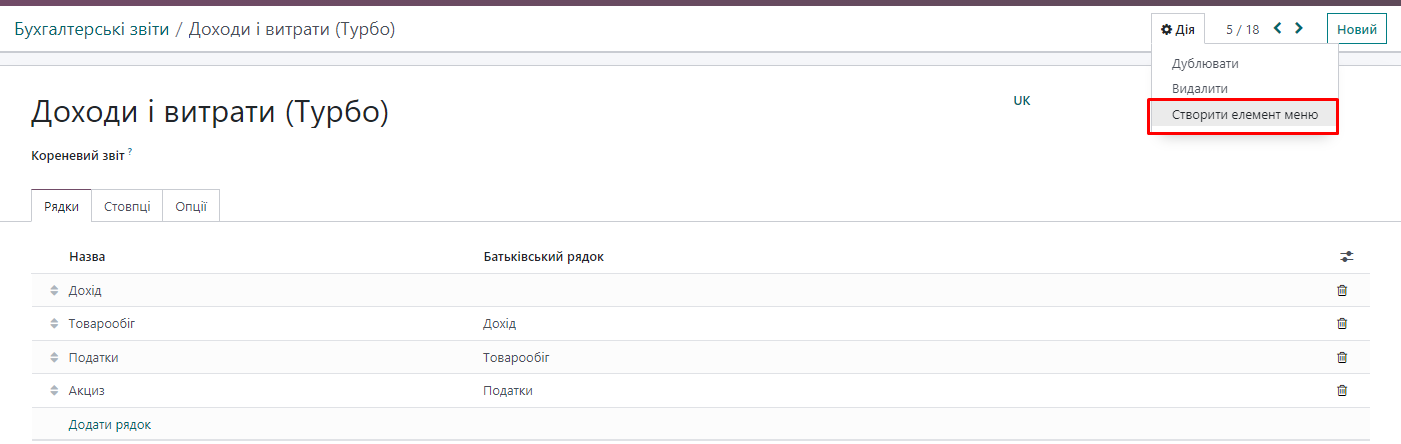 Бухгалтерські звіти / Доходи і витрати (Турбо)
Дія
5 / 18
Новий
Дублювати
Видалити
Створити елемент меню
Доходи і витрати (Турбо)
UK
Кореневий звіт ?
Рядки Стовпці Опції
Назва Батьківський рядок
Дохід
Товарообіг Дохід
Податки Товарообіг
Акциз Податки
Додати рядок